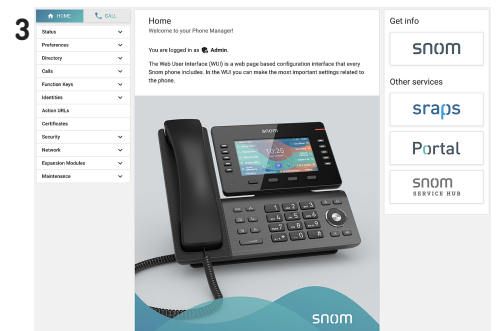 3
HOME
CALL
Status
Preferences
Directory
Calls
Function Keys
Identities
Action URLs
Certificates
Security
Network
Expansion Modules
Maintenance
Home
Welcome to your Phone Manager!
You are logged in as Admin.
The Web User Interface (WUI) is a web page based configuration interface that every
Snom phone includes. In the WUI you can make the most important settings related to
the phone.
snom
10:25
snom
Get info
snom
Other services
sraps
Portal
snom
SERVICE HUB